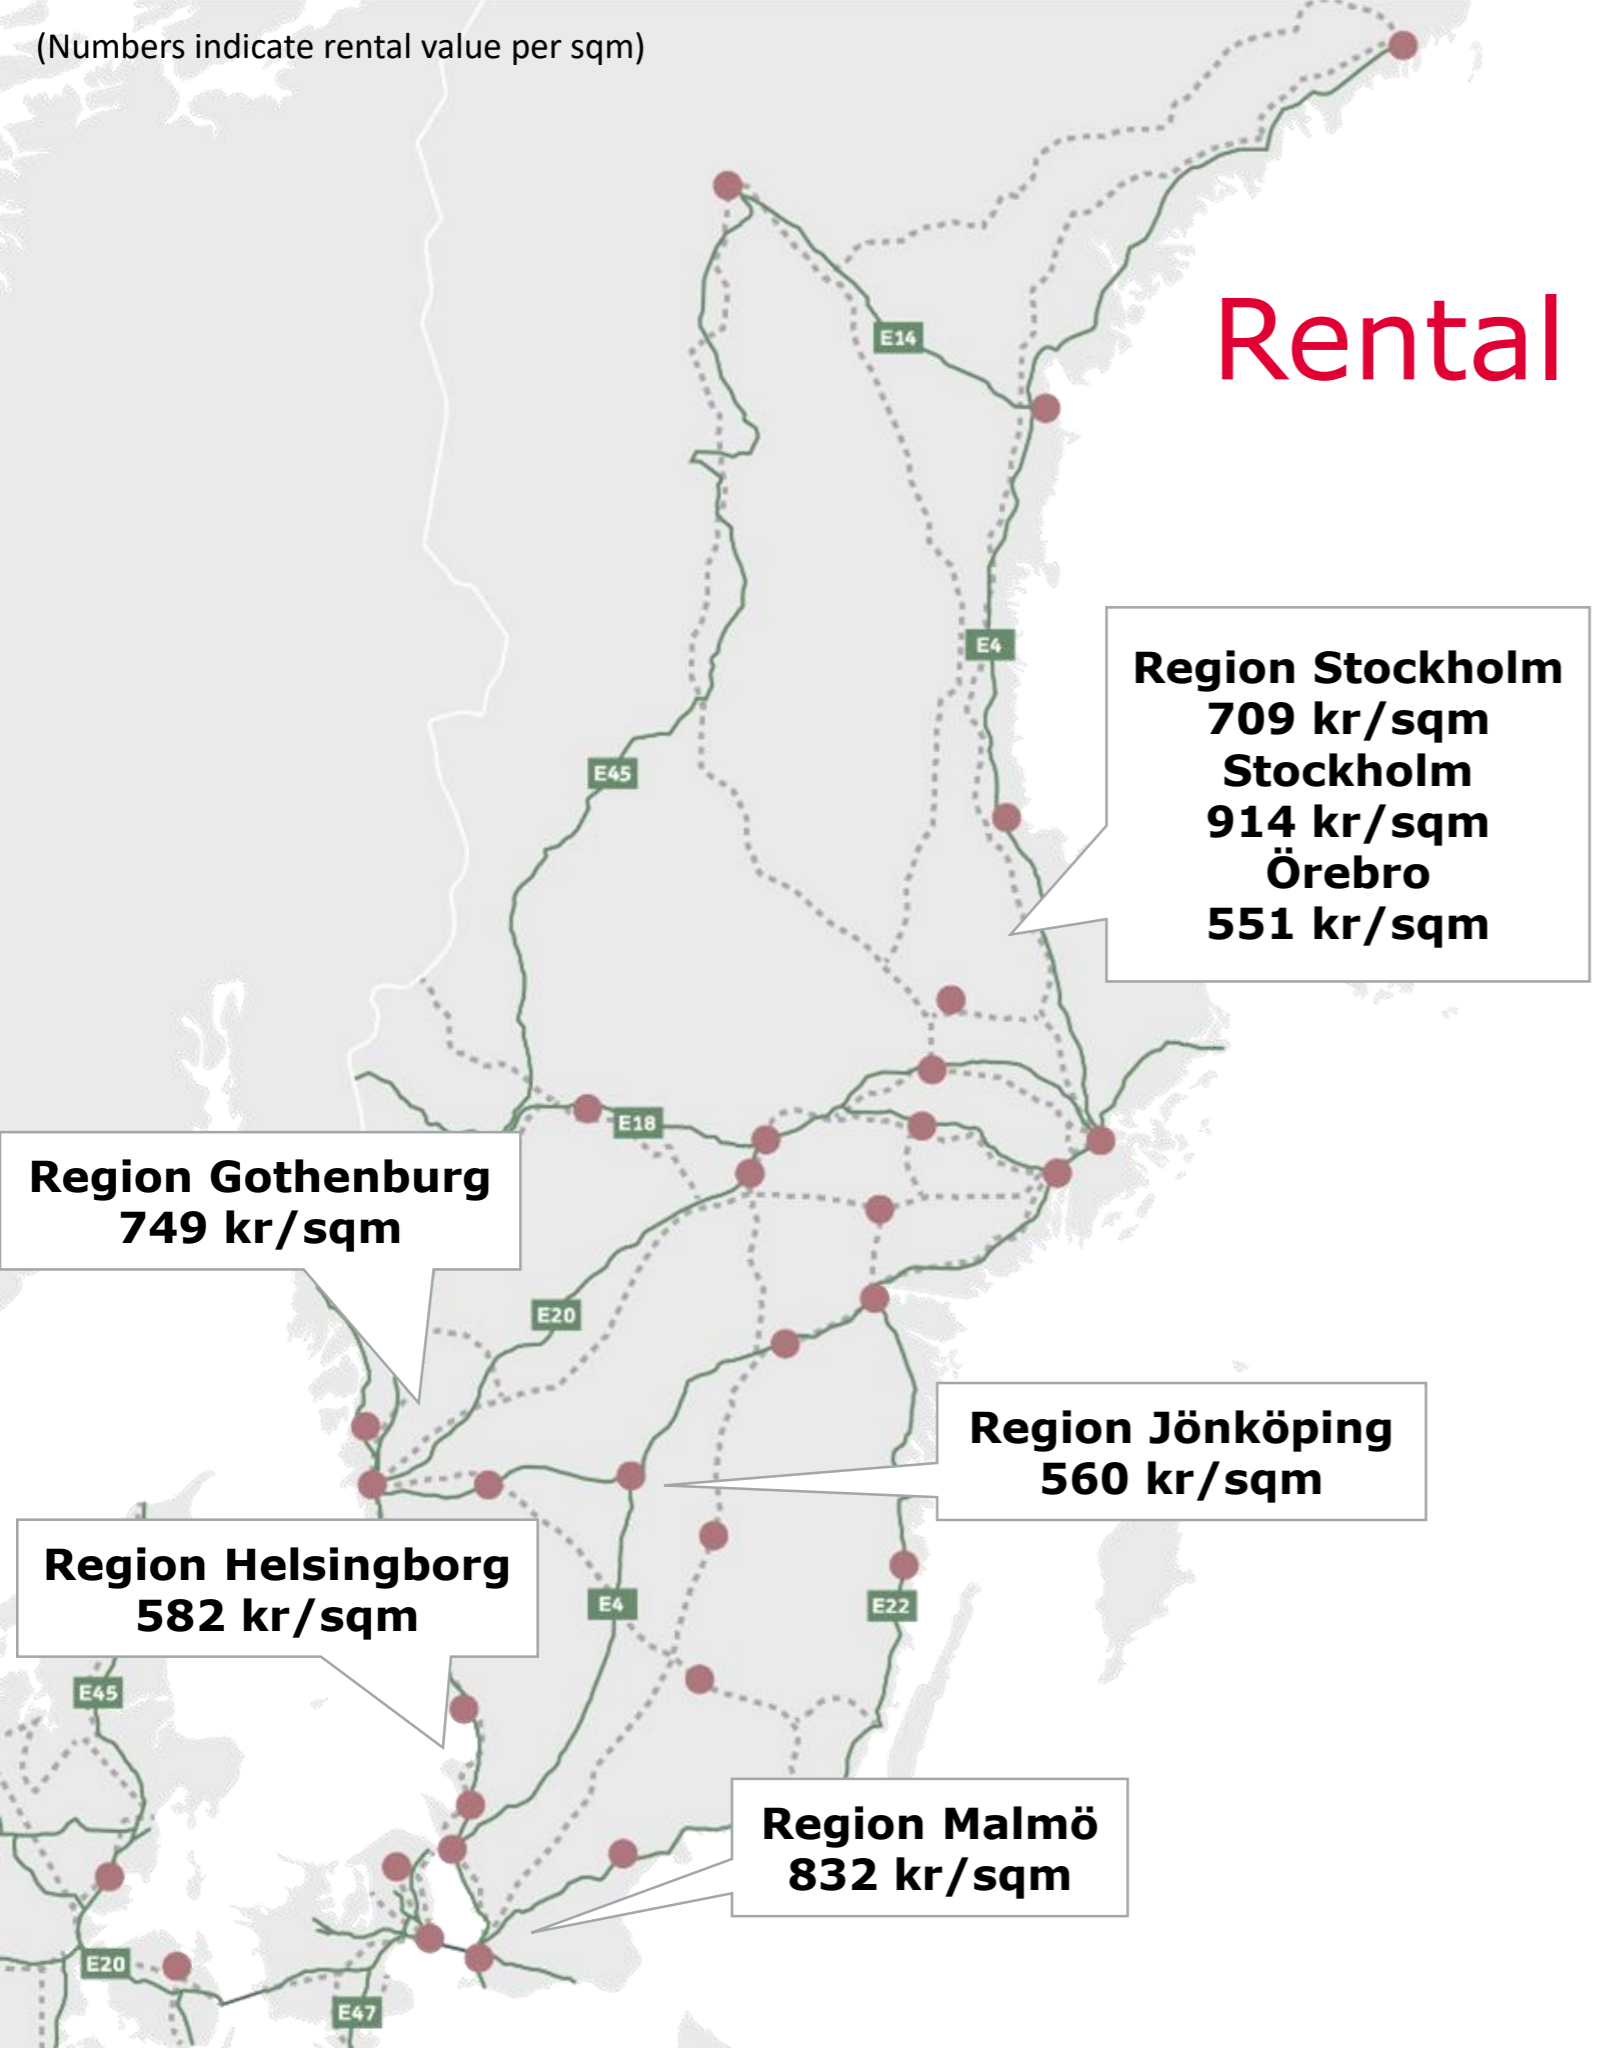 (Numbers indicate rental value per sqm)
Rental
E14
E4
Region Stockholm
709 kr/sqm
Stockholm
914 kr/sqm
Örebro
551 kr/sqm
E45
E18
Region Gothenburg
749 kr/sqm
E20
Region Jönköping
560 kr/sqm
Region Helsingborg
582 kr/sqm
E4
E22
E45
Region Malmö
832 kr/sqm
E20
E47